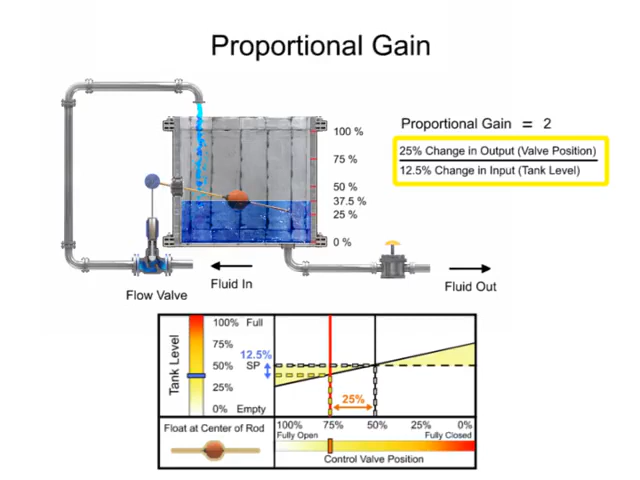 Proportional Gain
Proportional Gain = 2
25% Change in Output (Valve Position)
12.5% Change in Input (Tank Level)
100 %
75 %
50 %
37.5 %
25 %
0 %
Flow Valve
Fluid In
Fluid Out
Tank Level
100% Full
75%
50% SP
25%
0% Empty
12.5%
25%
Float at Center of Rod
100% 75% 50% 25% 0%
Fully Open Fully Closed
Control Valve Position